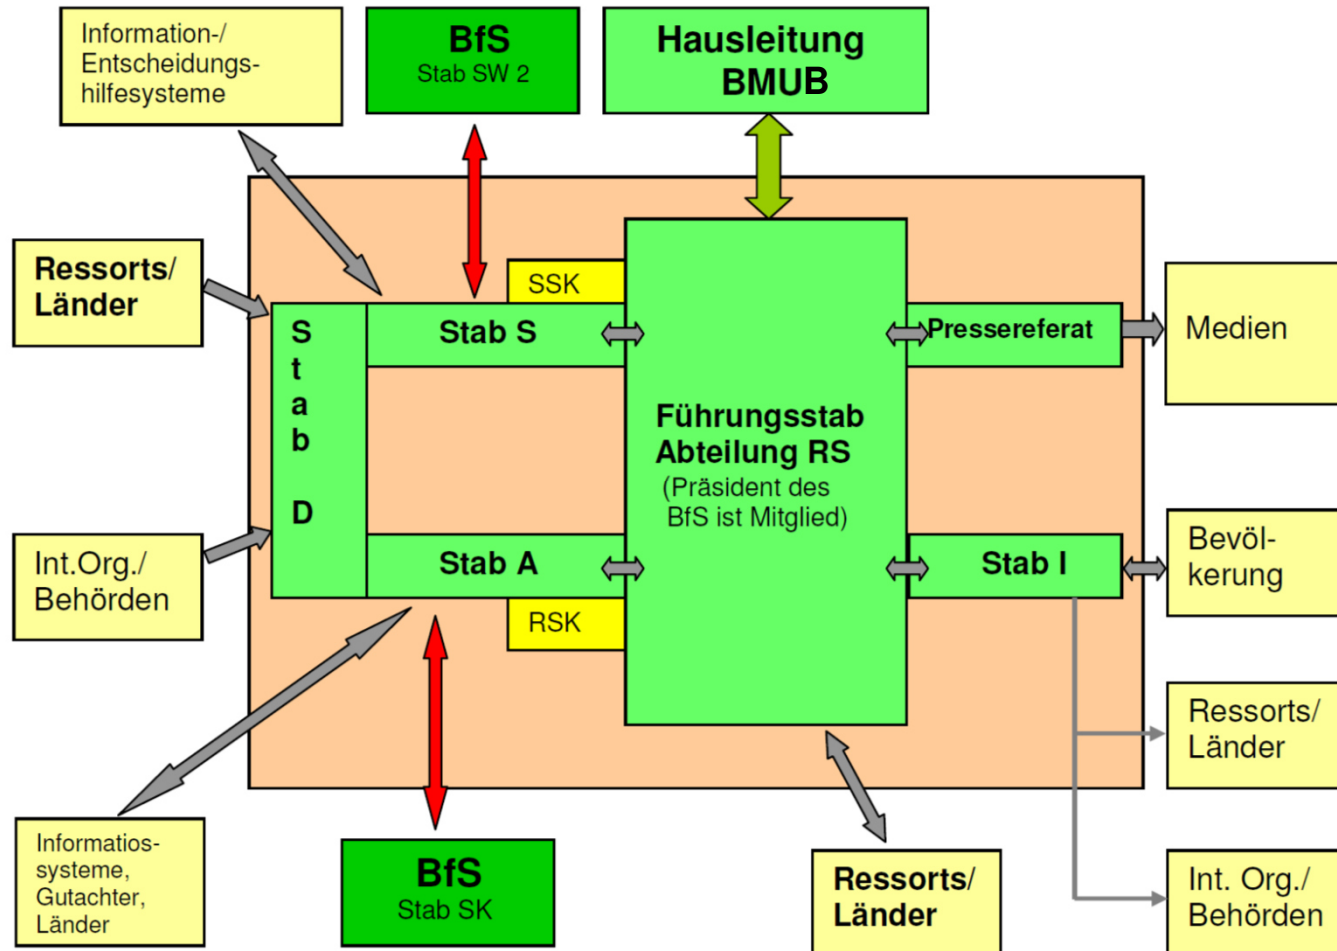 Information-/
Entscheidungs-
hilfesysteme
BfS
Stab SW 2
Hausleitung
BMUB
Ressorts/
Länder
SSK
S
t
a
b
D
Stab S
Pressereferat
Medien
Führungsstab
Abteilung RS
(Präsident des
BfS ist Mitglied)
Int.Org./
Behörden
Stab A
Stab I
Bevöl-
kerung
RSK
Ressorts/
Länder
Informatios-
systeme,
Gutachter,
Länder
BfS
Stab SK
Ressorts/
Länder
Int. Org./
Behörden